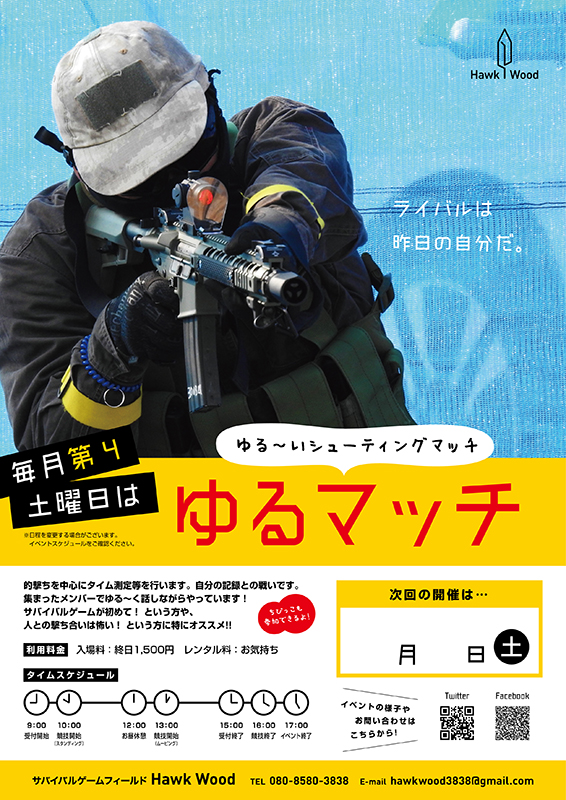 Hawk Wood
ライバルは
昨日の自分だ。
ゆる〜いシューティングマッチ
毎月第4
土曜日は
ゆるマッチ
※日程を変更する場合がございます。
イベントスケジュールをご確認ください。
的撃ちを中心にタイム測定等を行います。自分の記録との戦いです。
集まったメンバーでゆる〜く話しながらやっています！
サバイバルゲームが初めて！ という方や、
人との撃ち合いは怖い！ という方に特にオススメ!!
ちびっこも
参加できるよ！
利用料金 入場料：終日1,500円 レンタル料：お気持ち
タイムスケジュール
9:00 10:00 12:00 13:00 15:00 16:00 17:00
受付開始 競技開始 お昼休憩 競技開始 受付終了 競技終了 イベント終了
(スタンディング) (ムービング)
次回の開催は…
月 日 土
イベントの様子や
お問い合わせは
こちらから！
Twitter Facebook
サバイバルゲームフィールド Hawk Wood TEL 080-8580-3838 E-mail hawkwood3838@gmail.com